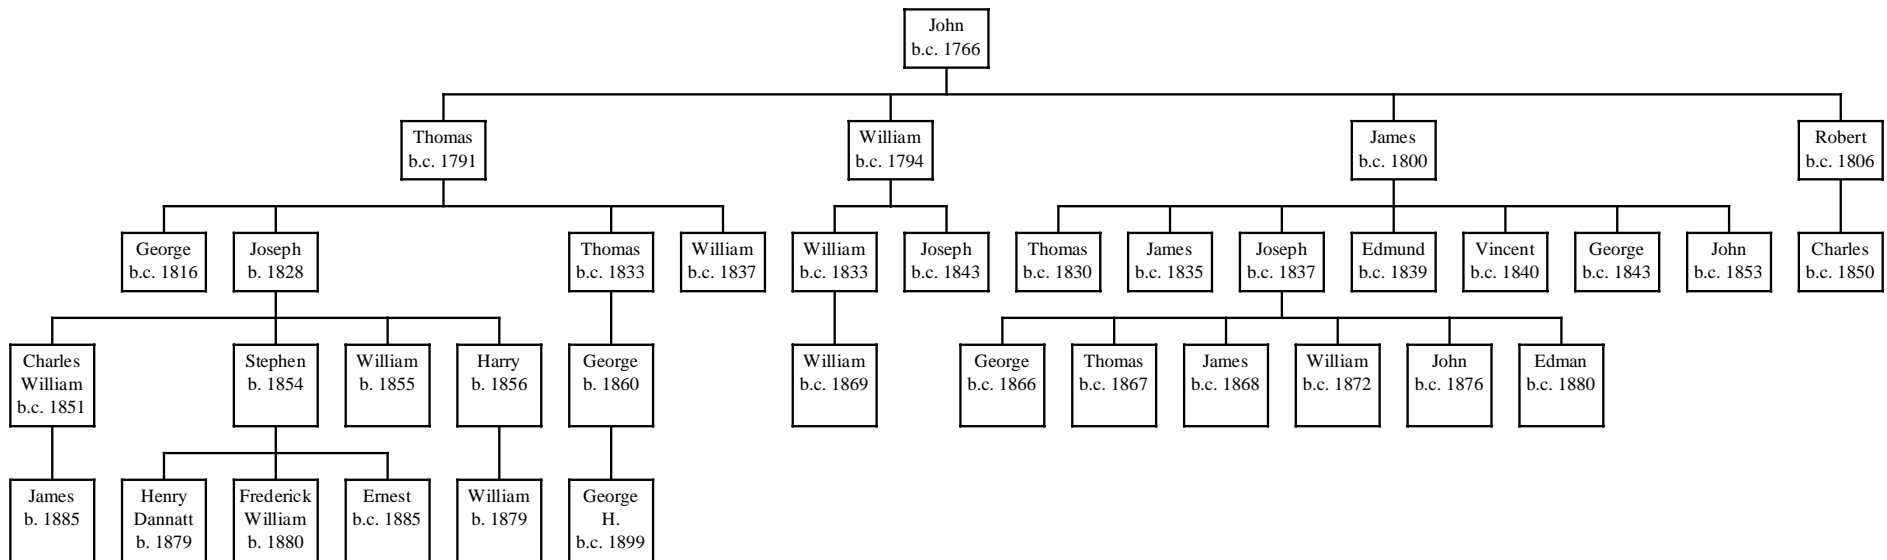 John
b.c. 1766
Thomas
b.c. 1791
William
b.c. 1794
James
b.c. 1800
Robert
b.c. 1806
George
b.c. 1816
Joseph
b. 1828
Thomas
b.c. 1833
William
b.c. 1837
William
b.c. 1833
Joseph
b.c. 1843
Thomas
b.c. 1830
James
b.c. 1835
Joseph
b.c. 1837
Edmund
b.c. 1839
Vincent
b.c. 1840
George
b.c. 1843
John
b.c. 1853
Charles
b.c. 1850
Charles
William
b.c. 1851
Stephen
b. 1854
William
b. 1855
Harry
b. 1856
George
b. 1860
William
b.c. 1869
George
b.c. 1866
Thomas
b.c. 1867
James
b.c. 1868
William
b.c. 1872
John
b.c. 1876
Edman
b.c. 1880
James
b. 1885
Henry
Dannatt
b. 1879
Frederick
William
b. 1880
Ernest
b.c. 1885
William
b. 1879
George
H.
b.c. 1899